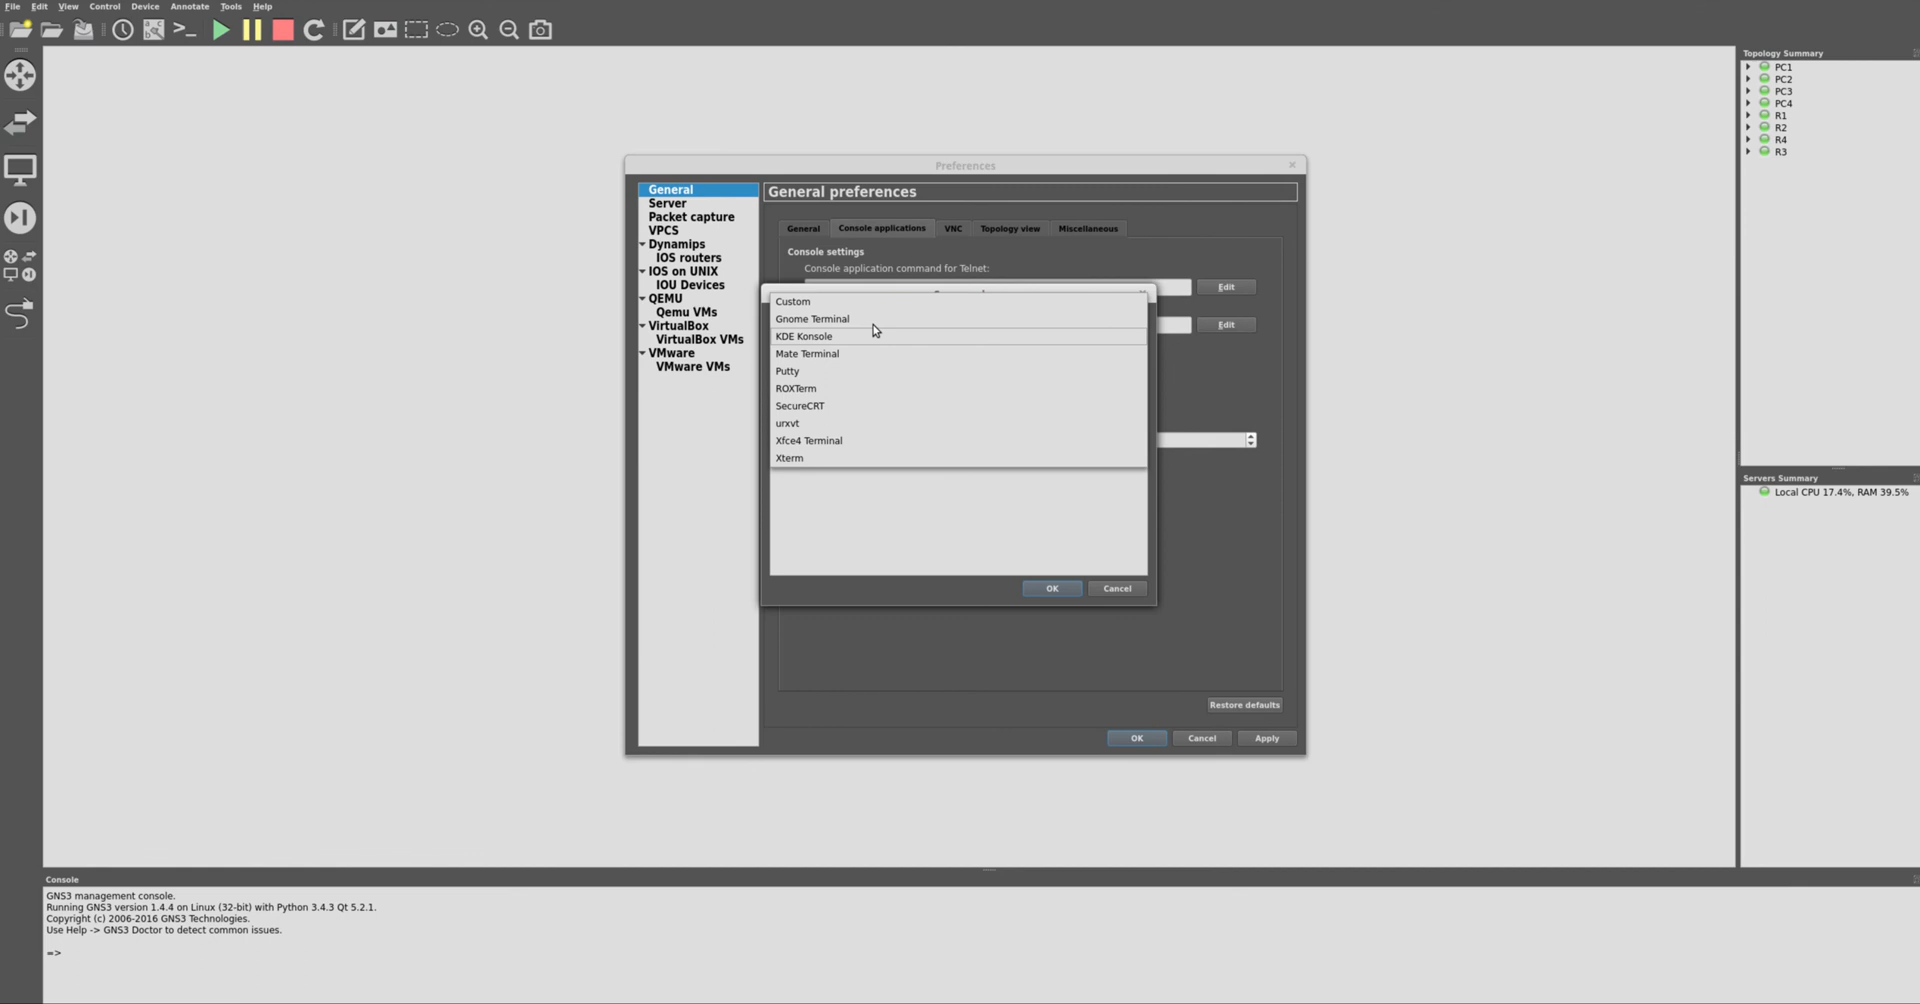 File Edit View Control Device Annotate Tools Help
Topology Summary
PC1
PC2
PC3
PC4
R1
R2
R4
R3
Preferences
General
Server
Packet capture
VPCS
Dynamips
IOS routers
IOS on UNIX
IOU Devices
QEMU
Qemu VMs
VirtualBox
VirtualBox VMs
VMware
VMware VMs
General preferences
General Console applications VNC Topology view Miscellaneous
Console settings
Console application command for Telnet:
Edit
Edit
Custom
Gnome Terminal
KDE Konsole
Mate Terminal
Putty
ROXTerm
SecureCRT
urxvt
Xfce4 Terminal
Xterm
OK Cancel
Restore defaults
OK Cancel Apply
Servers Summary
Local CPU 17.4%, RAM 39.5%
Console
GNS3 management console.
Running GNS3 version 1.4.4 on Linux (32-bit) with Python 3.4.3 Qt 5.2.1.
Copyright (c) 2006-2016 GNS3 Technologies.
Use Help -> GNS3 Doctor to detect common issues.
=>